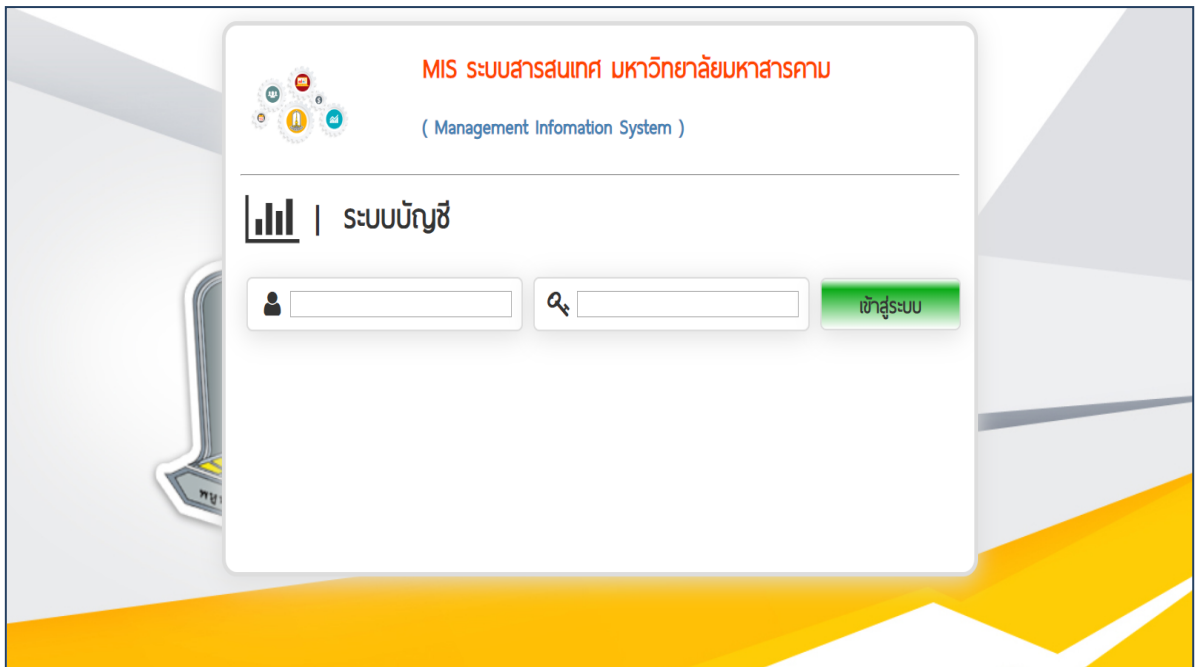 MIS ระบบสารสนเทศ มหาวิทยาลัยมหาสารคาม
( Management Infomation System )
| ระบบบัญชี
เข้าสู่ระบบ